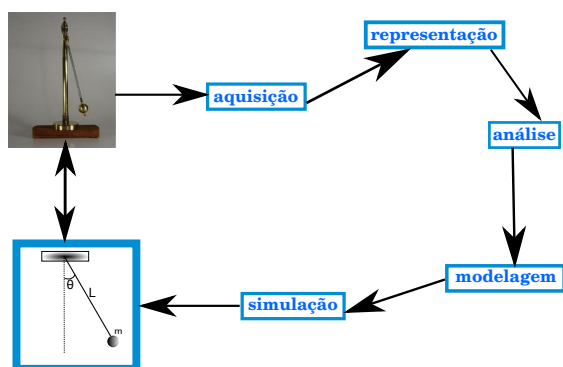 representação
aquisição
análise
modelagem
simulação
θ
L
m